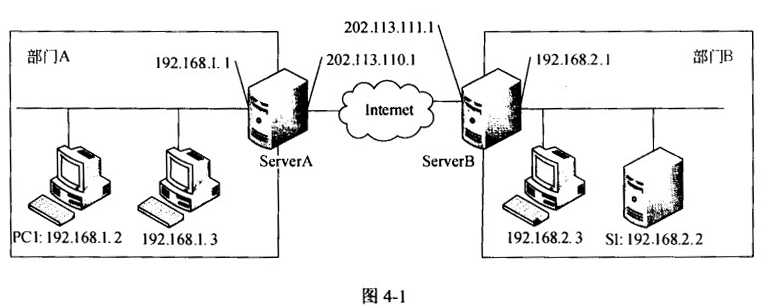 202.113.111.1
部门A
部门B
192.168.1.1
202.113.110.1
192.168.2.1
Internet
ServerA
ServerB
PC1: 192.168.1.2
192.168.1.3
192.168.2.3
S1: 192.168.2.2
图 4-1